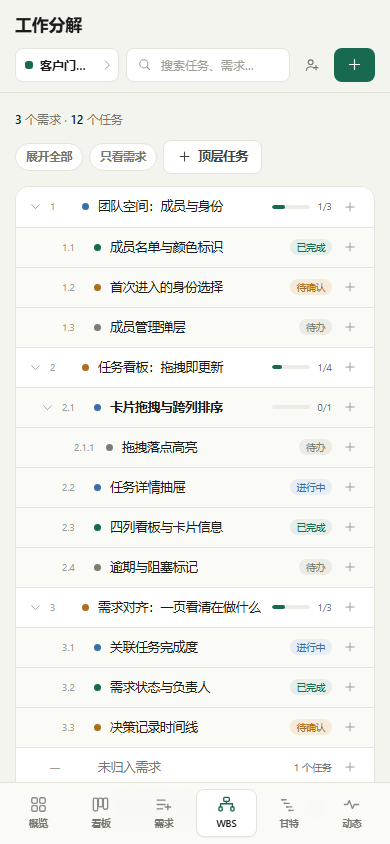 工作分解
客户门...
搜索任务、需求...
3 个需求 · 12 个任务
展开全部
只看需求
顶层任务
1 团队空间：成员与身份 1/3
1.1 成员名单与颜色标识 已完成
1.2 首次进入的身份选择 待确认
1.3 成员管理弹层 待办
2 任务看板：拖拽即更新 1/4
2.1 卡片拖拽与跨列排序 0/1
2.1.1 拖拽落点高亮 待办
2.2 任务详情抽屉 进行中
2.3 四列看板与卡片信息 已完成
2.4 逾期与阻塞标记 待办
3 需求对齐：一页看清在做什么 1/3
3.1 关联任务完成度 进行中
3.2 需求状态与负责人 已完成
3.3 决策记录时间线 待确认
— 未归入需求 1 个任务
概览 看板 需求 WBS 甘特 动态